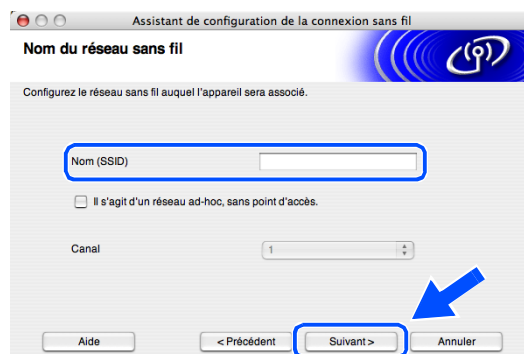 Assistant de configuration de la connexion sans fil
Nom du réseau sans fil
Configurez le réseau sans fil auquel l'appareil sera associé.
Nom (SSID)
Il s'agit d'un réseau ad-hoc, sans point d'accès.
Canal 1
Aide < Précédent Suivant > Annuler